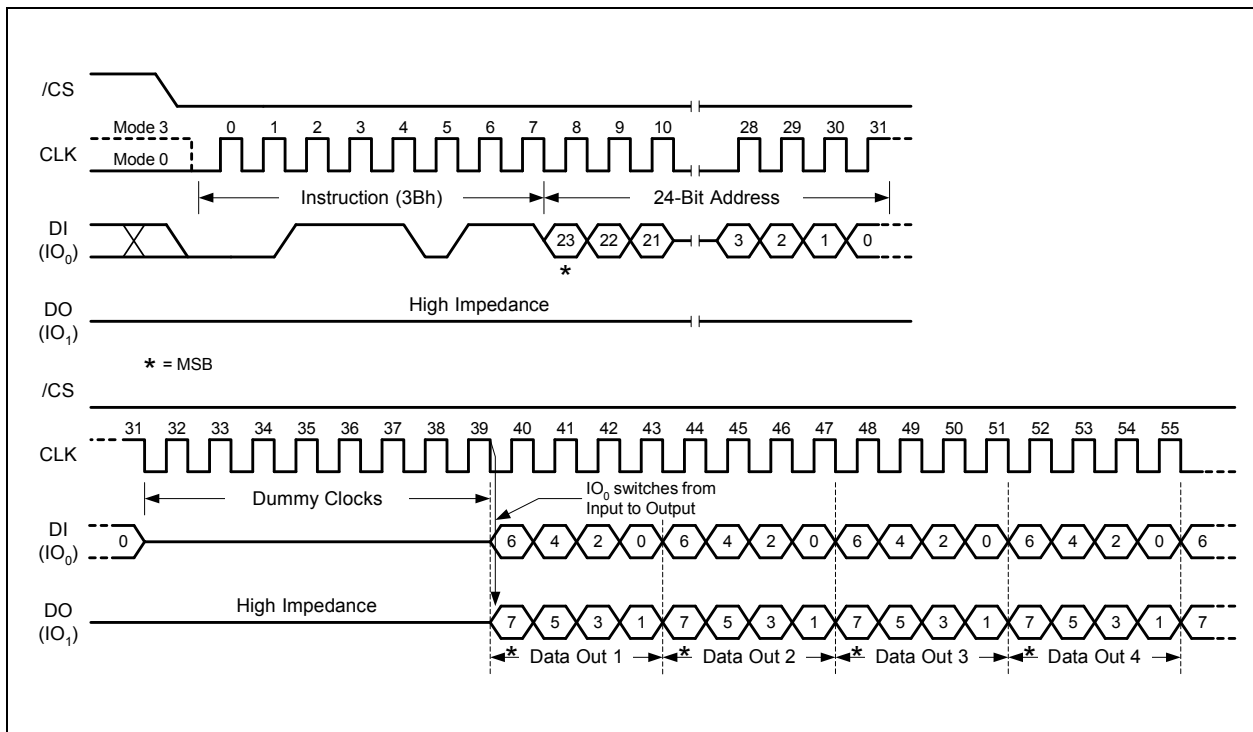 /CS
Mode 3 0 1 2 3 4 5 6 7 8 9 10 28 29 30 31
CLK
Mode 0
Instruction (3Bh) 24-Bit Address
DI
(IO0)
23 22 21 3 2 1 0
*
High Impedance
DO
(IO1)
* = MSB
/CS
31 32 33 34 35 36 37 38 39 40 41 42 43 44 45 46 47 48 49 50 51 52 53 54 55
CLK
Dummy Clocks
IO0 switches from
Input to Output
DI
(IO0)
0 6 4 2 0 6 4 2 0 6 4 2 0 6 4 2 0 6
DO
(IO1)
High Impedance
7 5 3 1 7 5 3 1 7 5 3 1 7 5 3 1 7
* Data Out 1 * Data Out 2 * Data Out 3 * Data Out 4